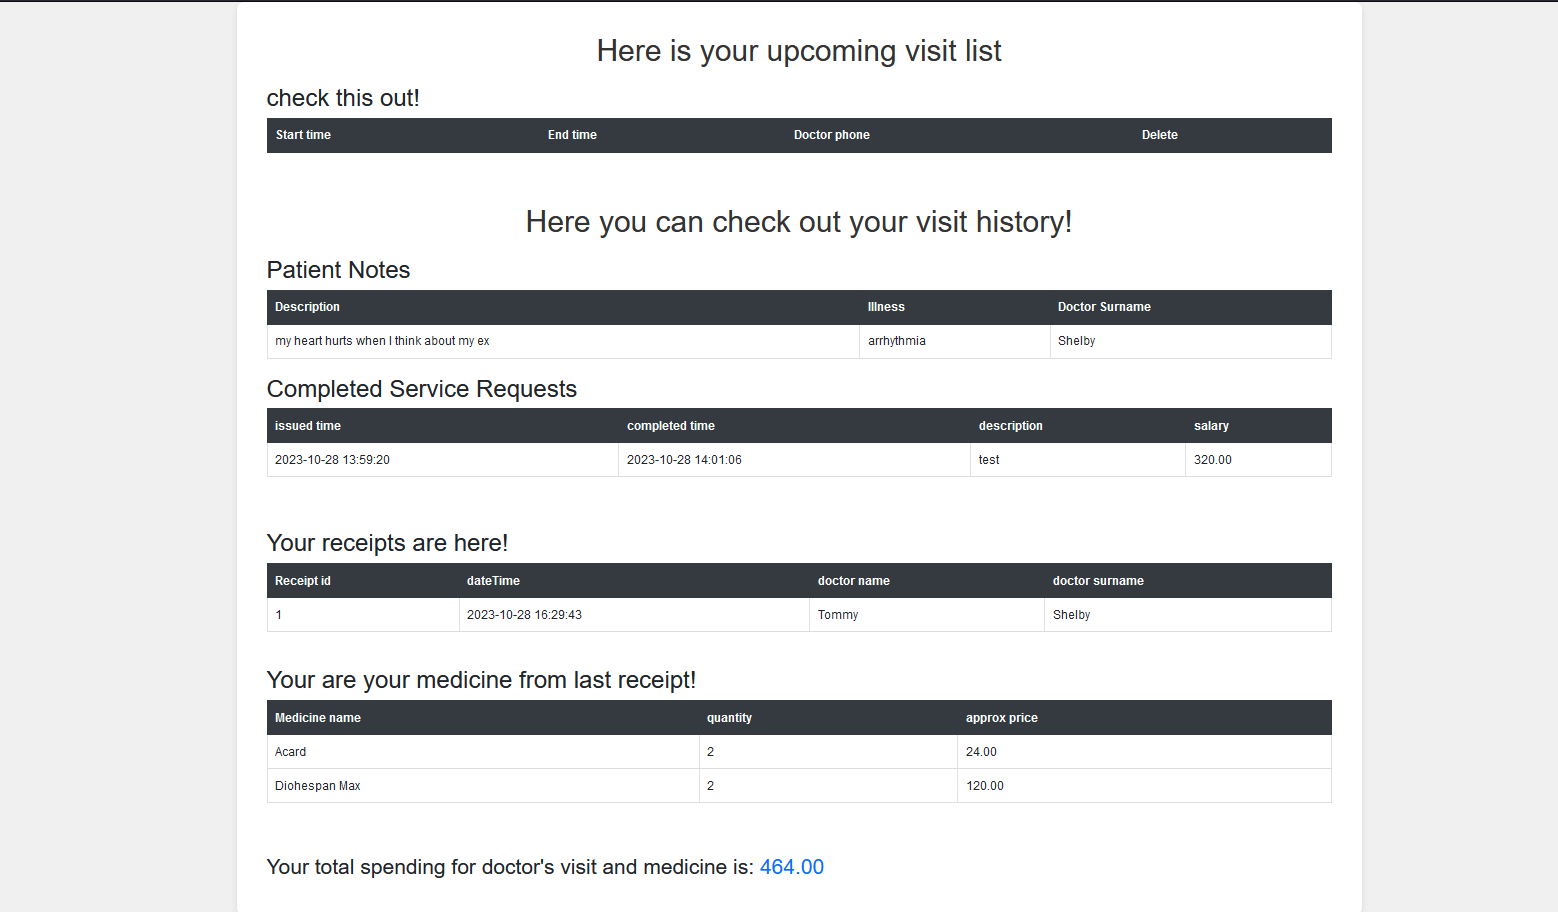 Here is your upcoming visit list
check this out!
Start time End time Doctor phone Delete
Here you can check out your visit history!
Patient Notes
Description Illness Doctor Surname
my heart hurts when I think about my ex arrhythmia Shelby
Completed Service Requests
issued time completed time description salary
2023-10-28 13:59:20 2023-10-28 14:01:06 test 320.00
Your receipts are here!
Receipt id dateTime doctor name doctor surname
1 2023-10-28 16:29:43 Tommy Shelby
Your are your medicine from last receipt!
Medicine name quantity approx price
Acard 2 24.00
Diohespan Max 2 120.00
Your total spending for doctor's visit and medicine is: 464.00